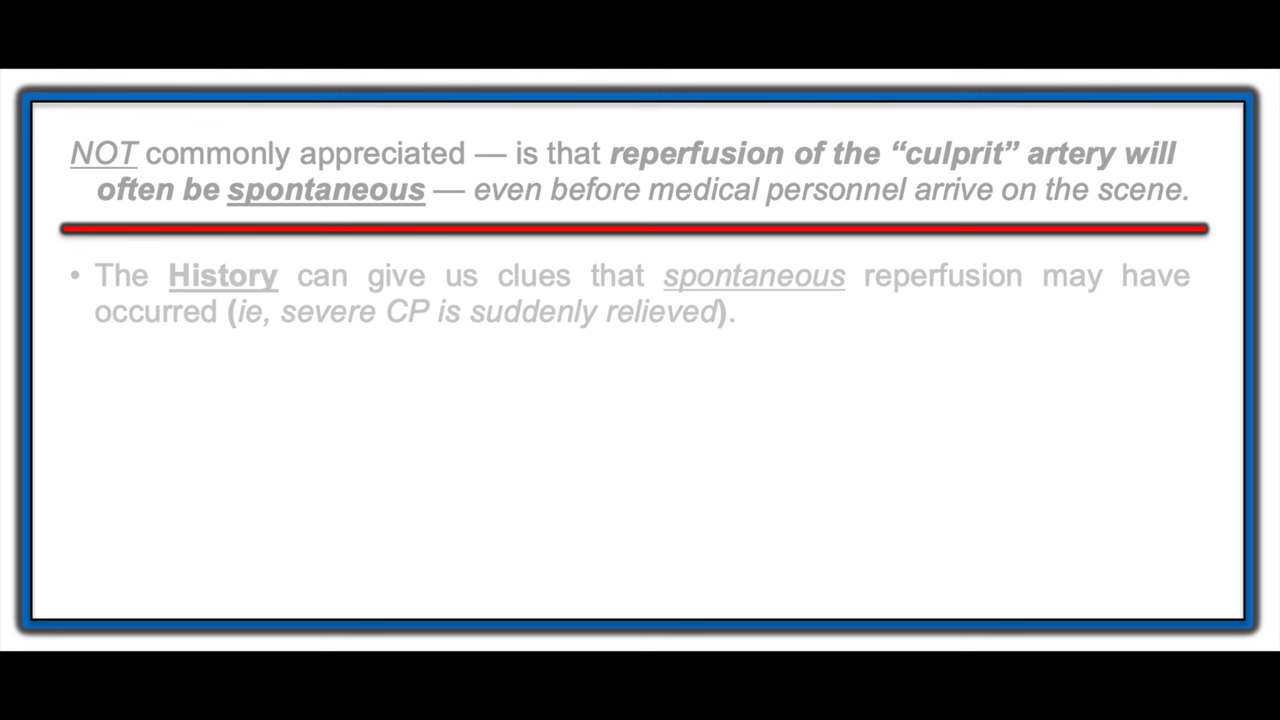 NOT commonly appreciated — is that reperfusion of the “culprit” artery will
often be spontaneous — even before medical personnel arrive on the scene.
• The History can give us clues that spontaneous reperfusion may have
occurred (ie, severe CP is suddenly relieved).